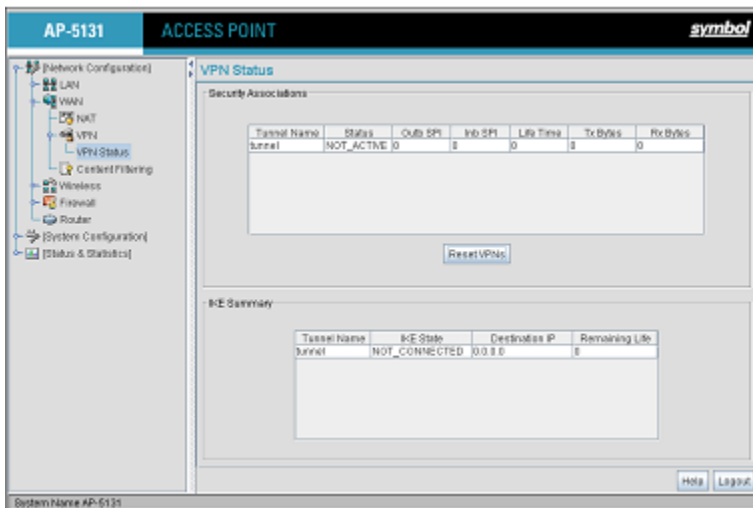 AP-5131
ACCESS POINT
symbol
[Network Configuration]
LAN
WAN
NAT
VPN
VPN Status
Content Filtering
Wireless
Firewall
Router
[System Configuration]
[Status & Statistics]
VPN Status
Security Associations
Tunnel Name Status Outb SPI Inb SPI Life Time Tx Bytes Rx Bytes
tunnel NOT_ACTIVE 0 0 0 0 0
Reset VPNs
IKE Summary
Tunnel Name IKE State Destination IP Remaining Life
tunnel NOT_CONNECTED 0.0.0.0 0
Help Logout
System Name AP-5131